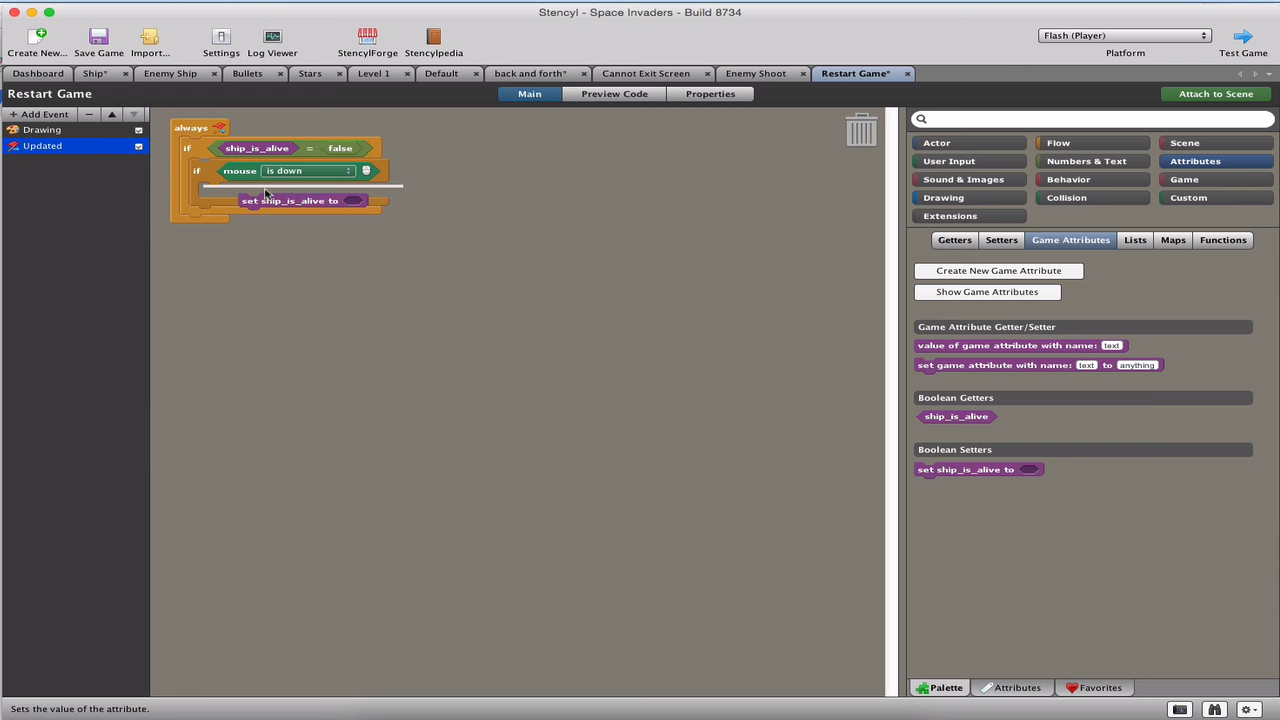 Stencyl - Space Invaders - Build 8734
Create New... Save Game Import... Settings Log Viewer StencylForge Stencylpedia Flash (Player) Platform Test Game
Dashboard Ship* Enemy Ship Bullets Stars Level 1 Default back and forth* Cannot Exit Screen Enemy Shoot Restart Game*
Restart Game Main Preview Code Properties Attach to Scene
+ Add Event
Drawing
Updated
always
if ship_is_alive = false
if mouse is down
set ship_is_alive to
Actor Flow Scene
User Input Numbers & Text Attributes
Sound & Images Behavior Game
Drawing Collision Custom
Extensions
Getters Setters Game Attributes Lists Maps Functions
Create New Game Attribute
Show Game Attributes
Game Attribute Getter/Setter
value of game attribute with name: text
set game attribute with name: text to anything
Boolean Getters
ship_is_alive
Boolean Setters
set ship_is_alive to
Palette Attributes Favorites
Sets the value of the attribute.